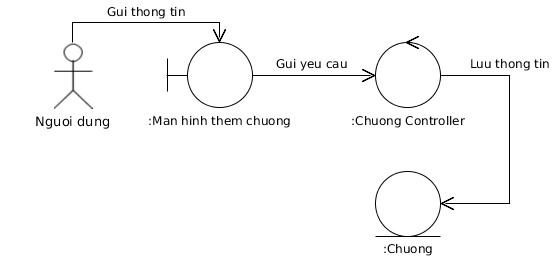 Gui thong tin
Gui yeu cau
Luu thong tin
Nguoi dung
:Man hinh them chuong
:Chuong Controller
:Chuong